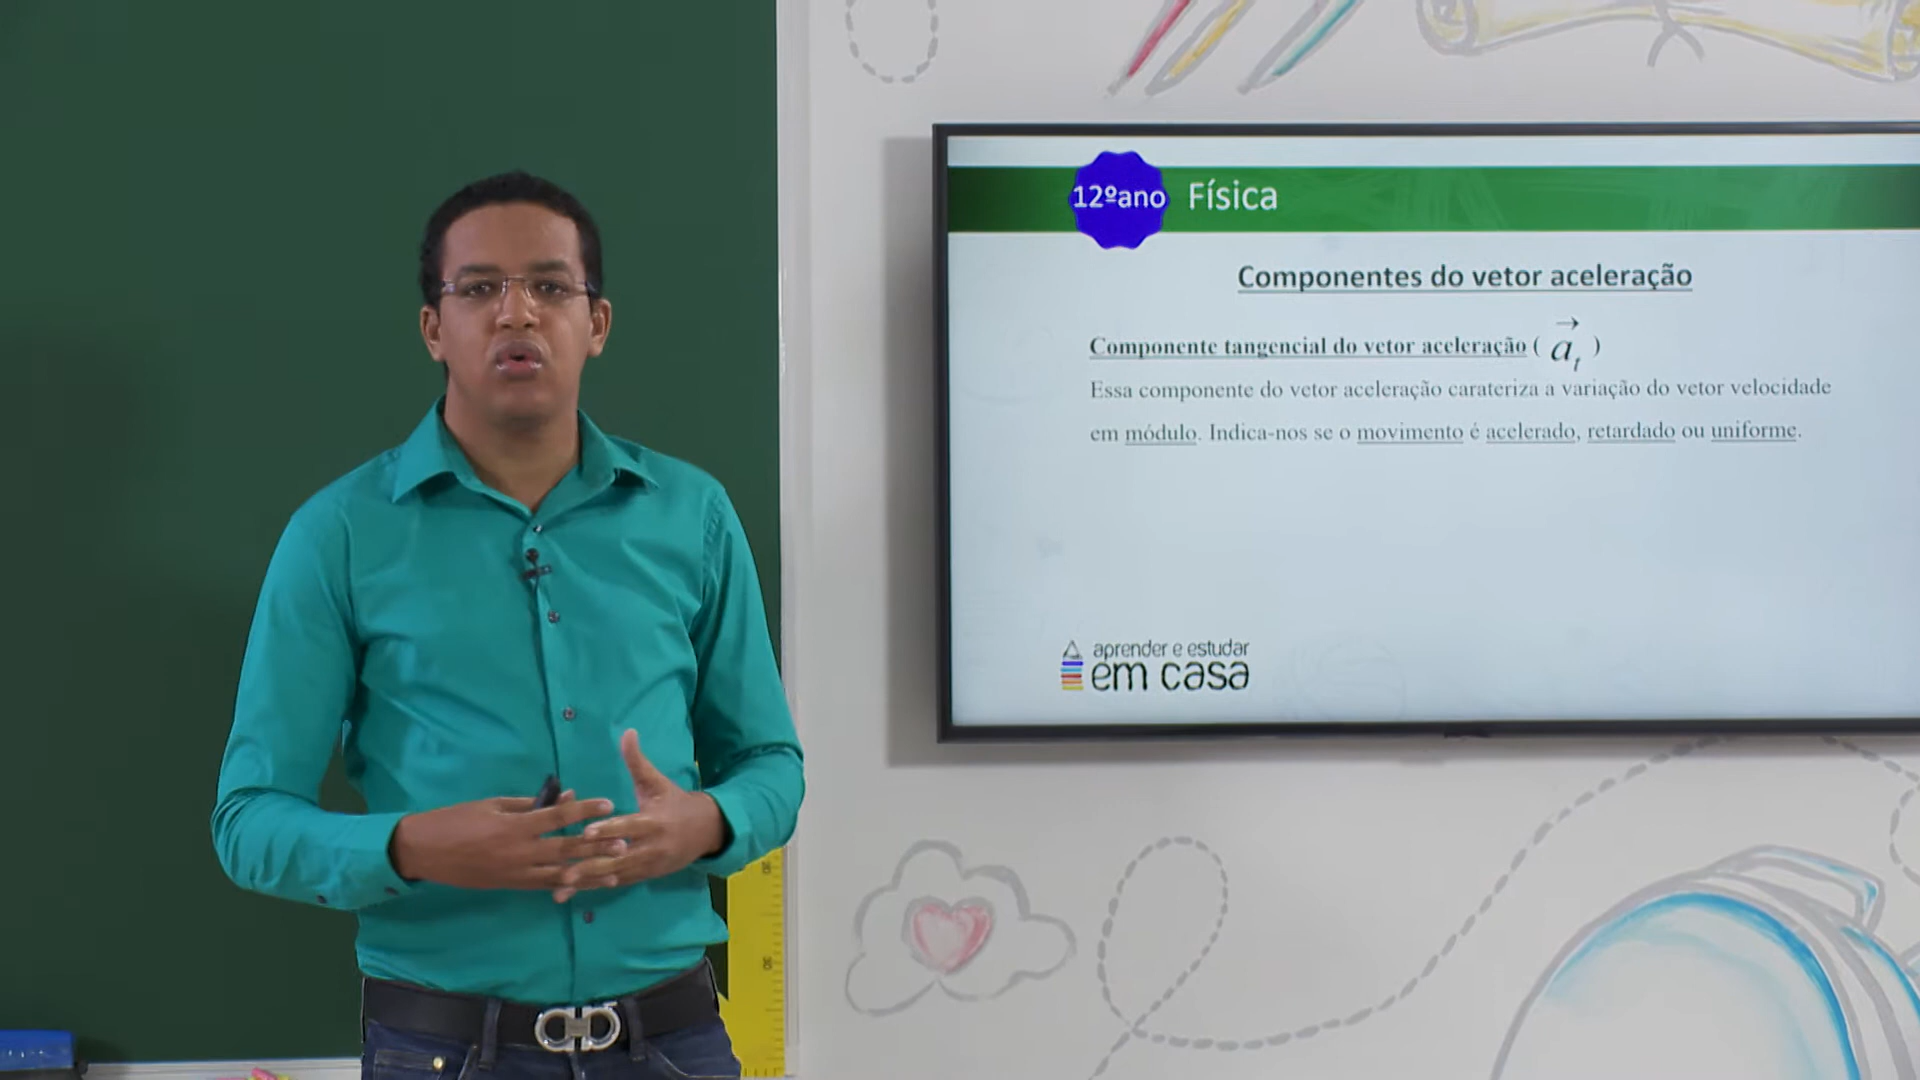 12ºano Física
Componentes do vetor aceleração
Componente tangencial do vetor aceleração ( a⃗ₜ )
Essa componente do vetor aceleração carateriza a variação do vetor velocidade
em módulo. Indica-nos se o movimento é acelerado, retardado ou uniforme.
aprender e estudar
em casa
30